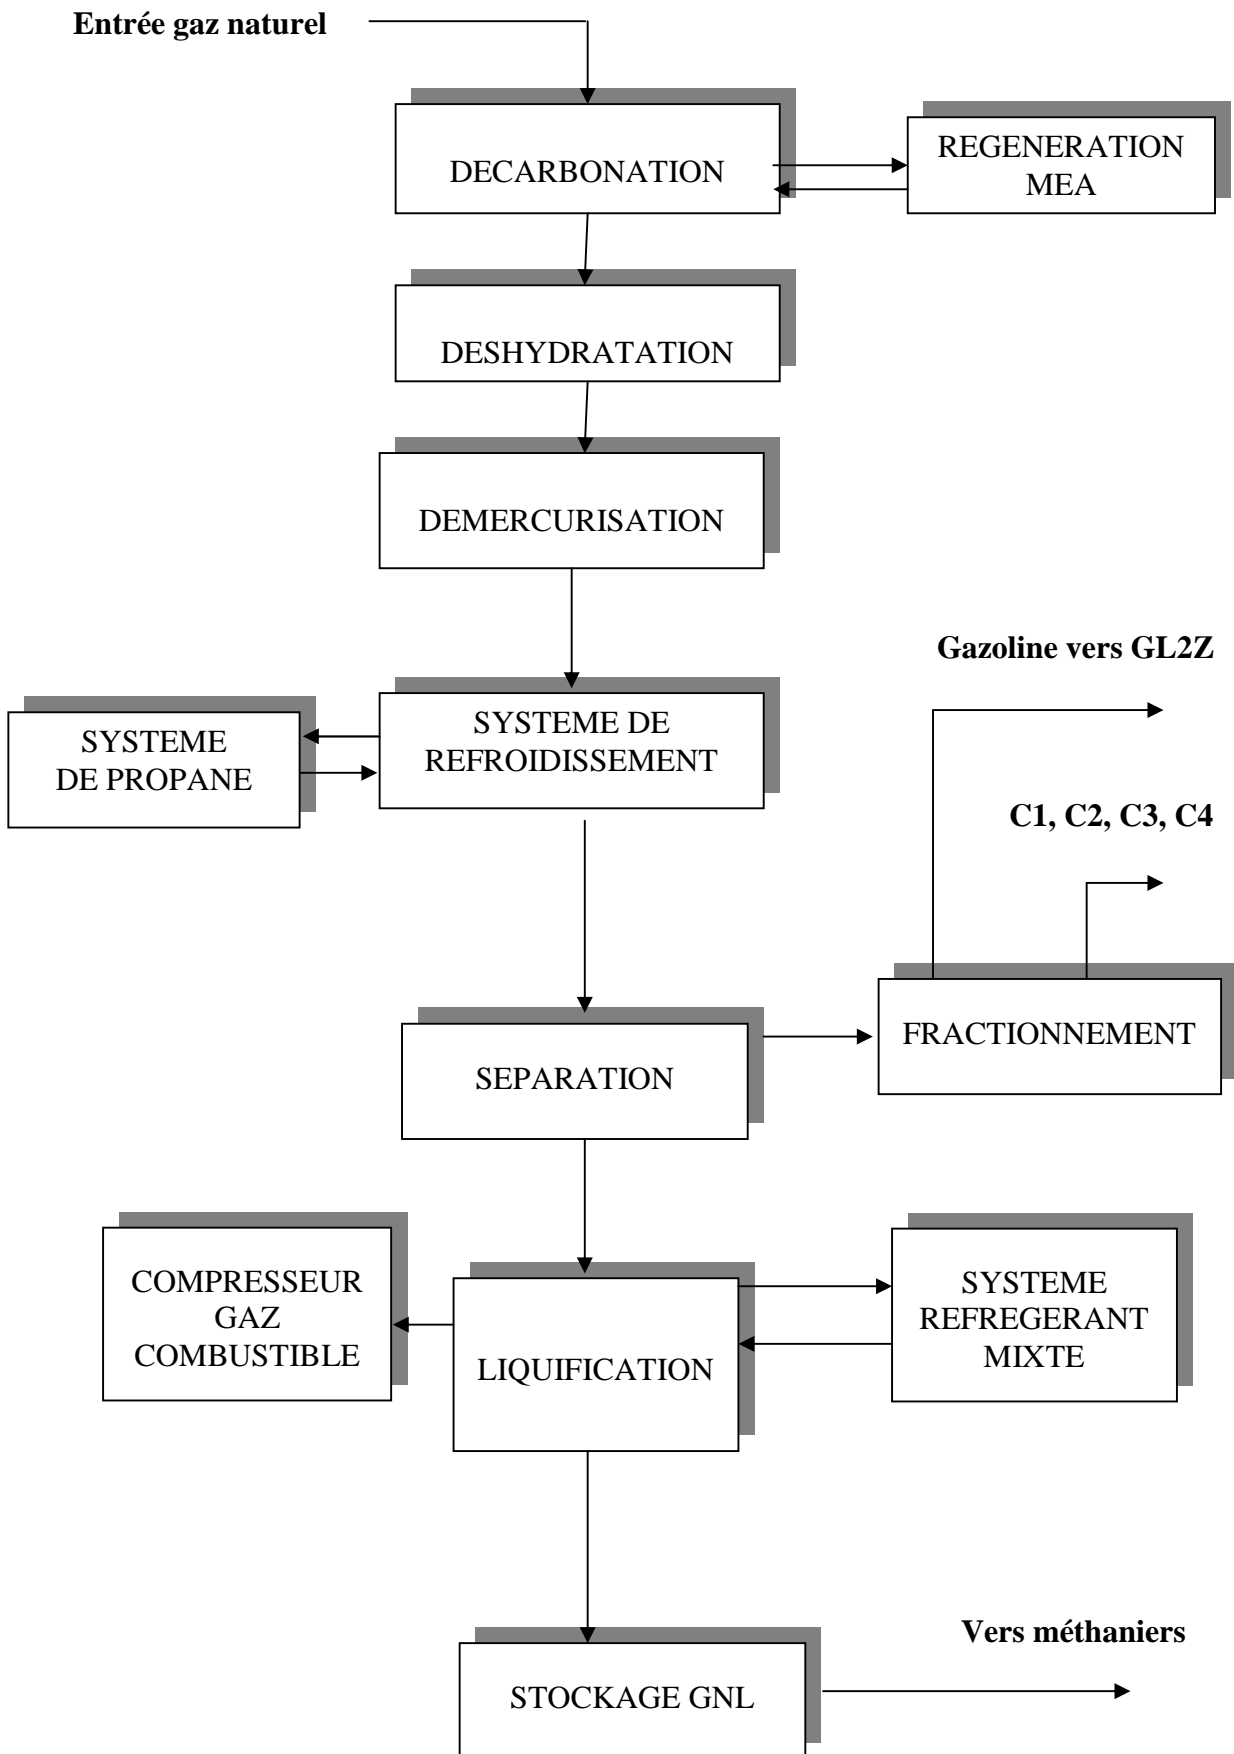 Entrée gaz naturel
DECARBONATION
REGENERATION
MEA
DESHYDRATATION
DEMERCURISATION
Gazoline vers GL2Z
SYSTEME DE
REFROIDISSEMENT
SYSTEME
DE PROPANE
C1, C2, C3, C4
FRACTIONNEMENT
SEPARATION
COMPRESSEUR
GAZ
COMBUSTIBLE
LIQUIFICATION
SYSTEME
REFREGERANT
MIXTE
Vers méthaniers
STOCKAGE GNL